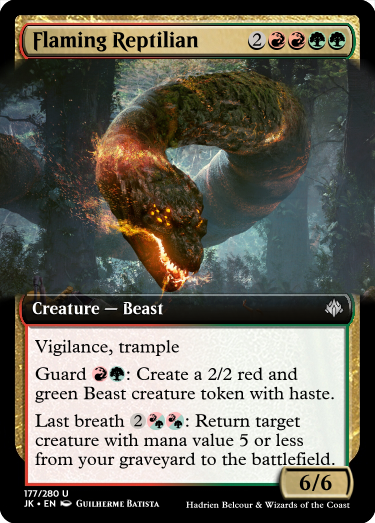 Flaming Reptilian 2
Creature — Beast
Vigilance, trample
Guard : Create a 2/2 red and
green Beast creature token with haste.
Last breath 2 : Return target
creature with mana value 5 or less
from your graveyard to the battlefield.
6/6
177/280 U
JK • EN Guilherme Batista
Hadrien Belcour & Wizards of the Coast